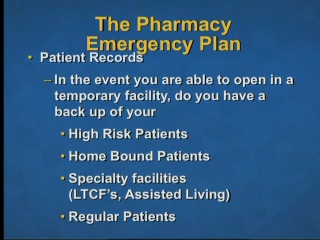 The Pharmacy
Emergency Plan
• Patient Records
– In the event you are able to open in a
temporary facility, do you have a
back up of your
• High Risk Patients
• Home Bound Patients
• Specialty facilities
(LTCF's, Assisted Living)
• Regular Patients